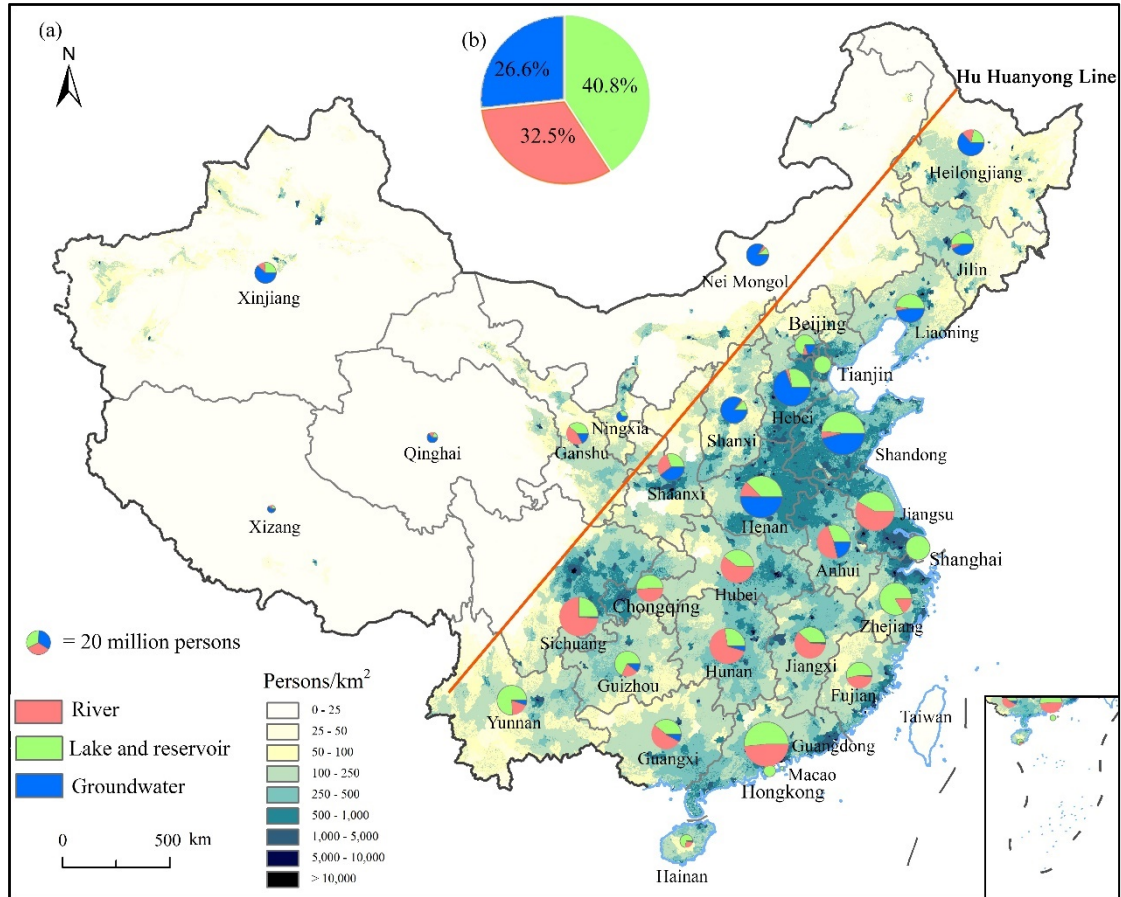 (a)
(b)
N
26.6%
40.8%
32.5%
Hu Huanyong Line
Heilongjiang
Jilin
Nei Mongol
Xinjiang
Liaoning
Beijing
Tianjin
Hebei
Ningxia
Shanxi
Ganshu
Qinghai
Shandong
Shaanxi
Xizang
Henan
Jiangsu
Anhui
Shanghai
Hubei
Chongqing
Zhejiang
Sichuang
Hunan
Jiangxi
Guizhou
Fujian
Yunnan
Taiwan
Guangxi
Guangdong
Macao
Hongkong
Hainan
= 20 million persons
River
Lake and reservoir
Groundwater
0 500 km
Persons/km²
0 - 25
25 - 50
50 - 100
100 - 250
250 - 500
500 - 1,000
1,000 - 5,000
5,000 - 10,000
> 10,000